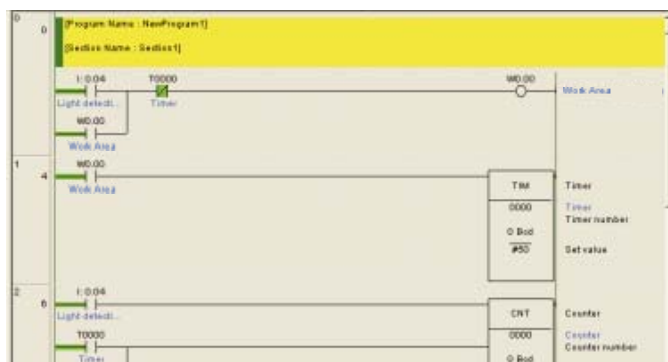 0
0
[Program Name : NewProgram1]
[Section Name : Section1]
I: 0.04 T0000 W0.00
Work Area
Light detecti... Timer
W0.00
Work Area
1
4
W0.00
Work Area
TIM Timer
0000 Timer
Timer number
0 Bcd
#50 Set value
2
6
I: 0.04
Light detecti...
CNT Counter
T0000
0000 Counter
Counter number
Timer
0 Bcd